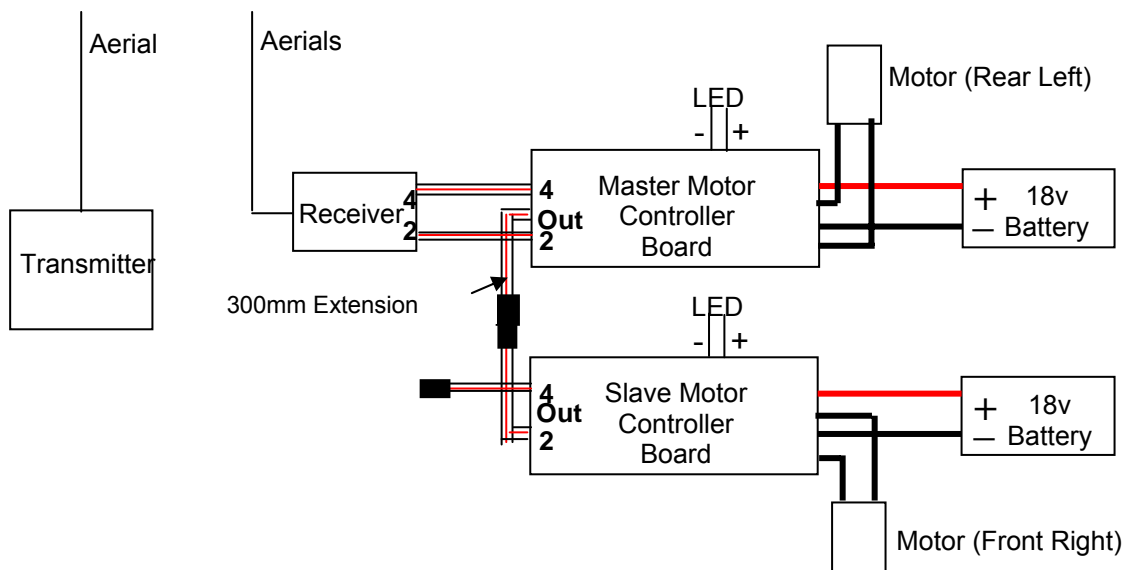 Aerial
Aerials
Motor (Rear Left)
LED
- +
Receiver
4
2
4
Out
2
Master Motor
Controller
Board
+ 18v
– Battery
Transmitter
300mm Extension
LED
- +
4
Out
2
Slave Motor
Controller
Board
+ 18v
– Battery
Motor (Front Right)